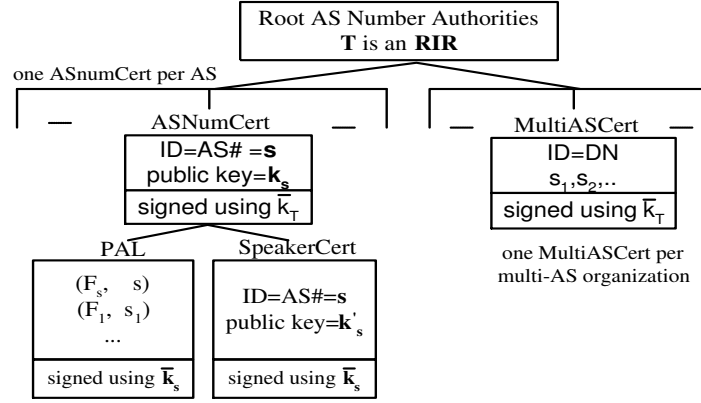 Root AS Number Authorities
T is an RIR
one ASnumCert per AS
ASNumCert
ID=AS# =s
public key=kₛ
signed using k̅_T
MultiASCert
ID=DN
s₁,s₂,..
signed using k̅_T
one MultiASCert per
multi-AS organization
PAL
(Fₛ, s)
(F₁, s₁)
...
signed using k̅ₛ
SpeakerCert
ID=AS#=s
public key=k'ₛ
signed using k̅ₛ